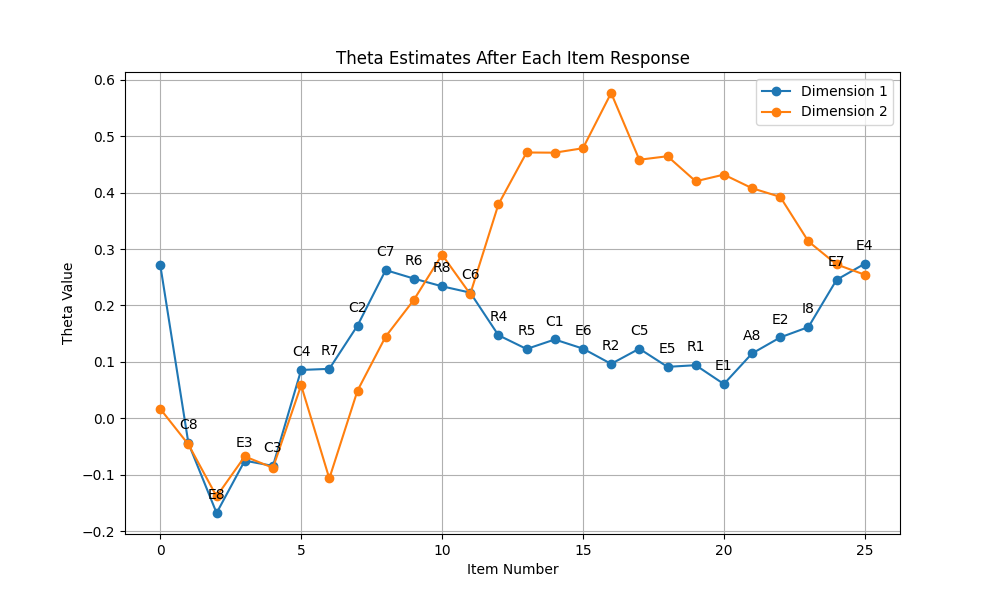 Theta Estimates After Each Item Response
Dimension 1
Dimension 2
Theta Value
0.6
0.5
0.4
0.3
0.2
0.1
0.0
−0.1
−0.2
C8
E8
E3
C3
C4
R7
C2
C7
R6
R8
C6
R4
R5
C1
E6
R2
C5
E5
R1
E1
A8
E2
I8
E7
E4
0 5 10 15 20 25
Item Number